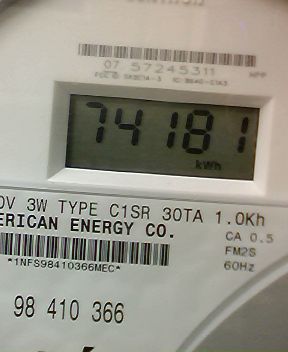 07 57245311
74181
kWh
0V 3W TYPE C1SR 30TA 1.0Kh
ERICAN ENERGY CO.
CA 0.5
FM2S
60Hz
*1NFS98410366MEC*
98 410 366